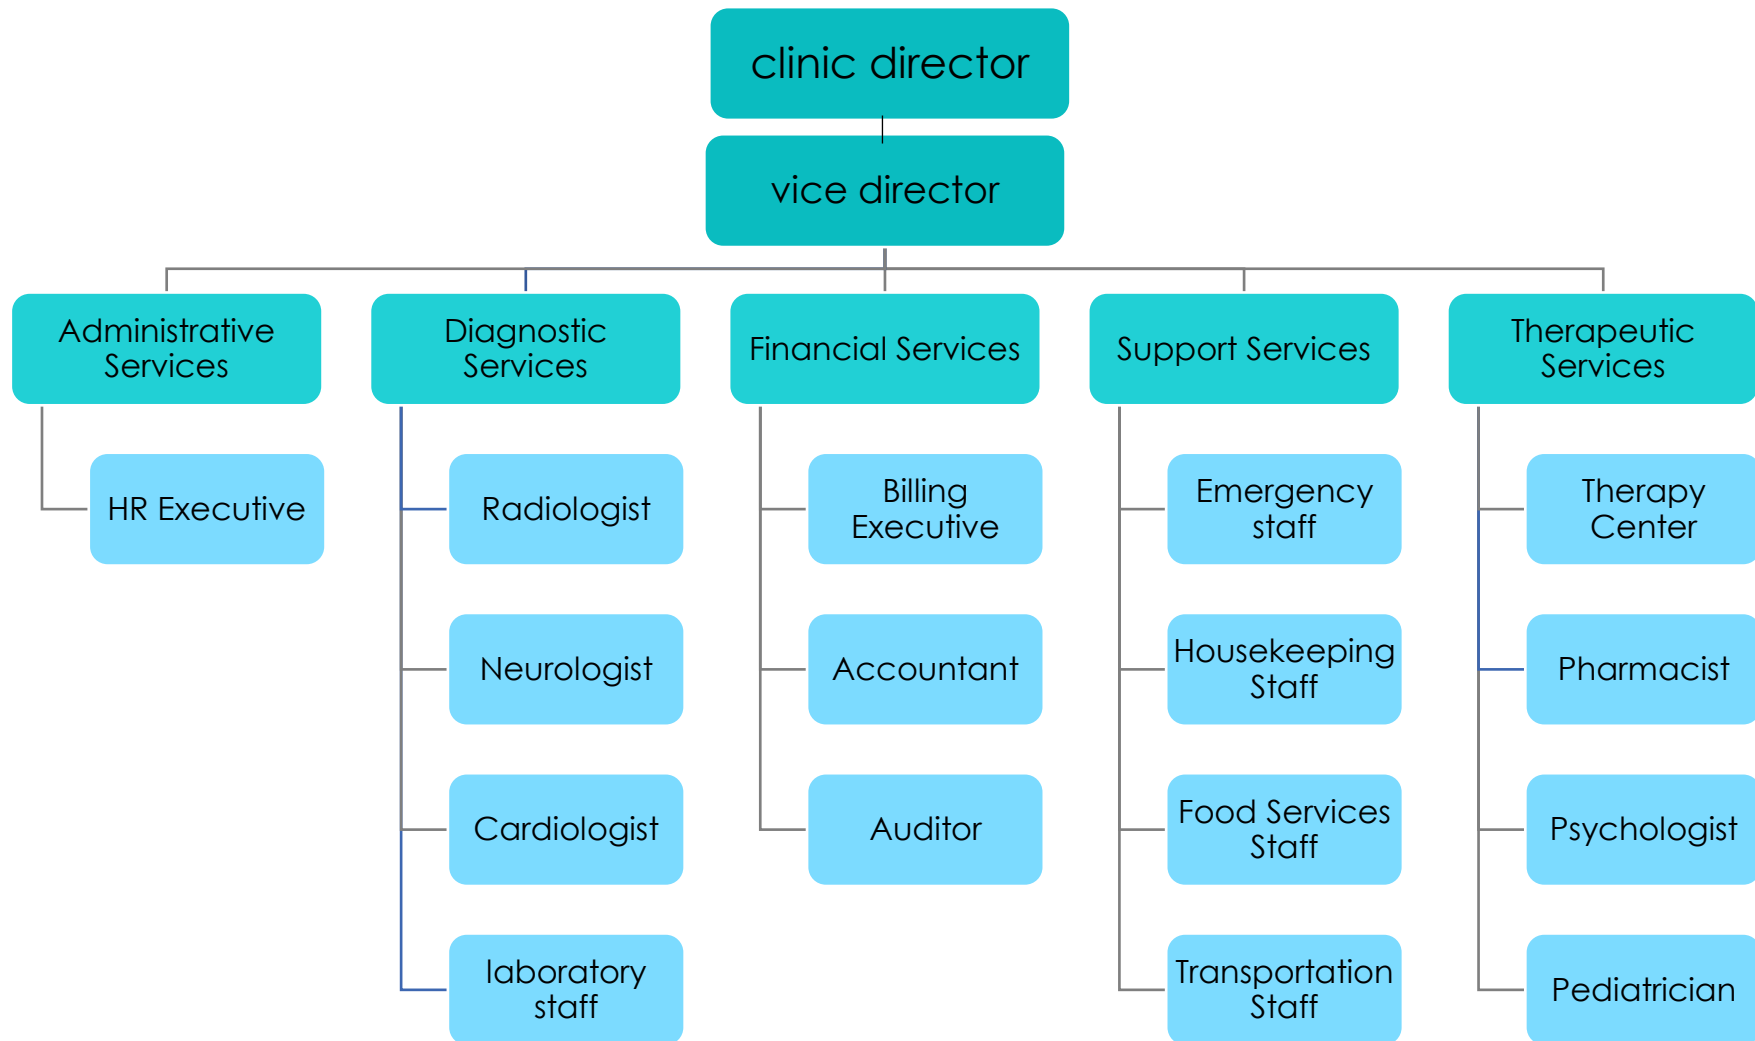 clinic director
vice director
Administrative
Services
Diagnostic
Services
Financial Services
Support Services
Therapeutic
Services
HR Executive
Radiologist
Billing
Executive
Emergency
staff
Therapy
Center
Neurologist
Accountant
Housekeeping
Staff
Pharmacist
Cardiologist
Auditor
Food Services
Staff
Psychologist
laboratory
staff
Transportation
Staff
Pediatrician